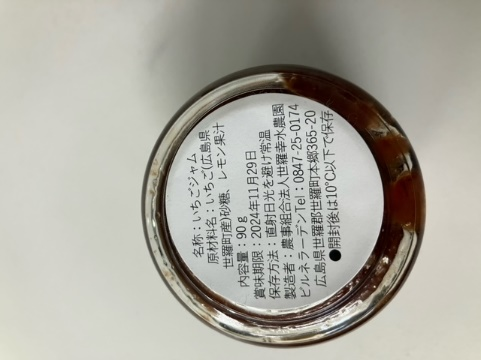 名称：いちごジャム
原材料名：いちご(広島県
世羅町産)砂糖、レモン果汁
内容量：90ｇ
賞味期限：2024年11月29日
保存方法：直射日光を避け常温
製造者：農事組合法人世羅幸水農園
ビルネラーデンTel：0847-25-0174
広島県世羅郡世羅町本郷365-20
●開封後は10℃以下で保存